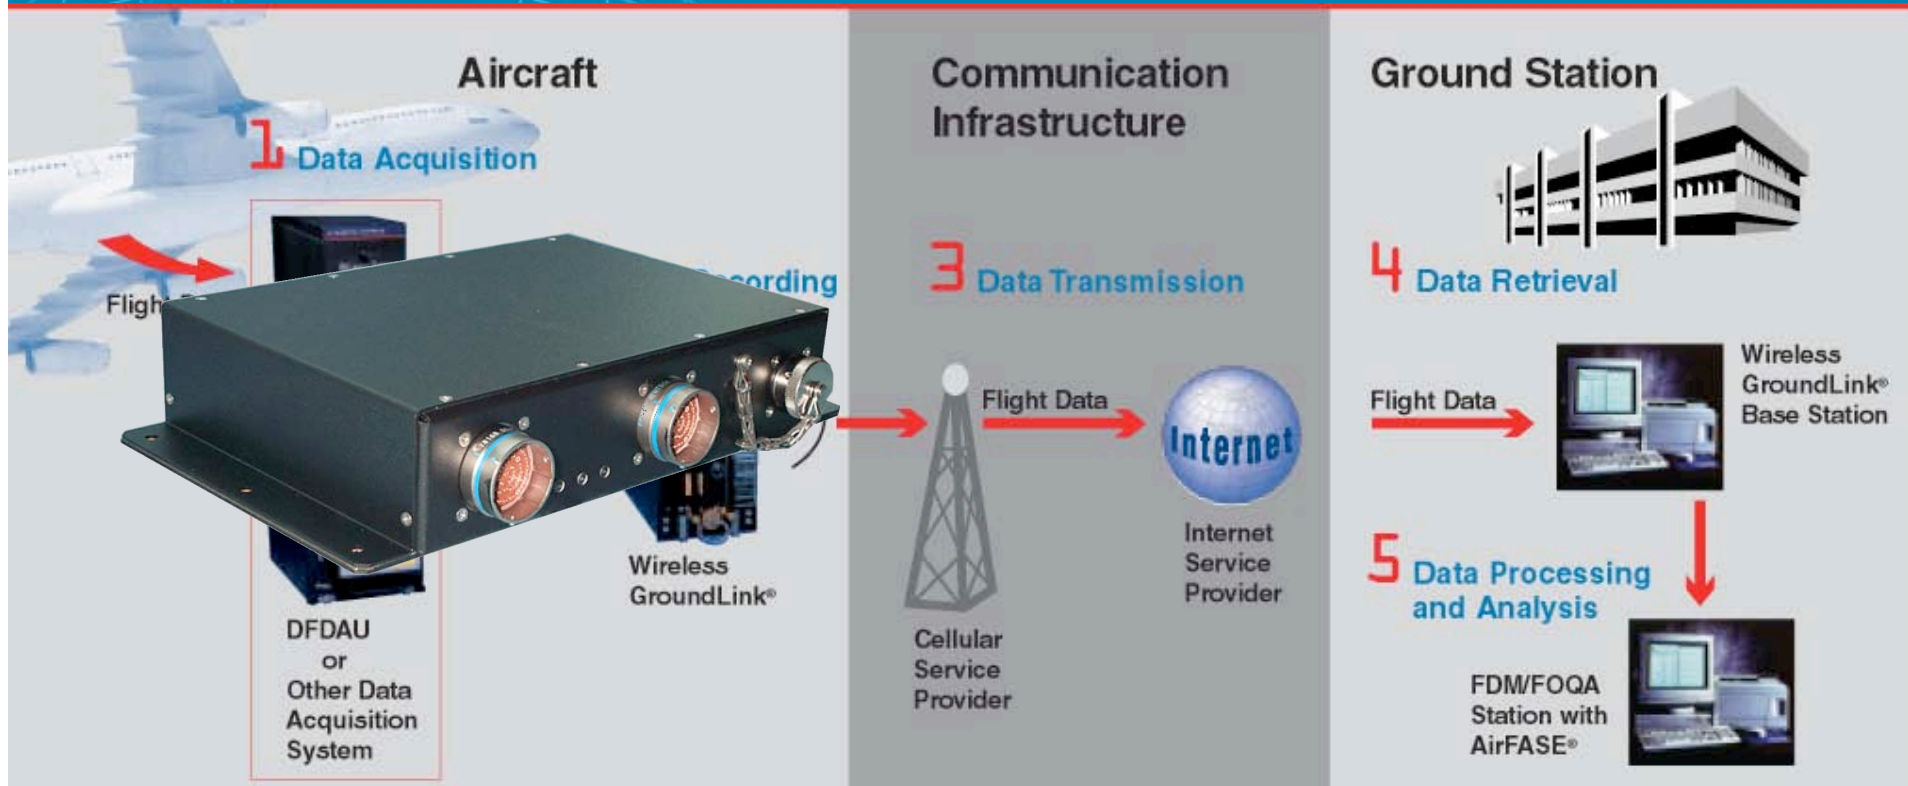 Aircraft
1 Data Acquisition
Fligh
ording
DFDAU
or
Other Data
Acquisition
System
Wireless
GroundLink®
Communication
Infrastructure
3 Data Transmission
Flight Data
Internet
Cellular
Service
Provider
Internet
Service
Provider
Ground Station
4 Data Retrieval
Flight Data
Wireless
GroundLink®
Base Station
5 Data Processing
and Analysis
FDM/FOQA
Station with
AirFASE®